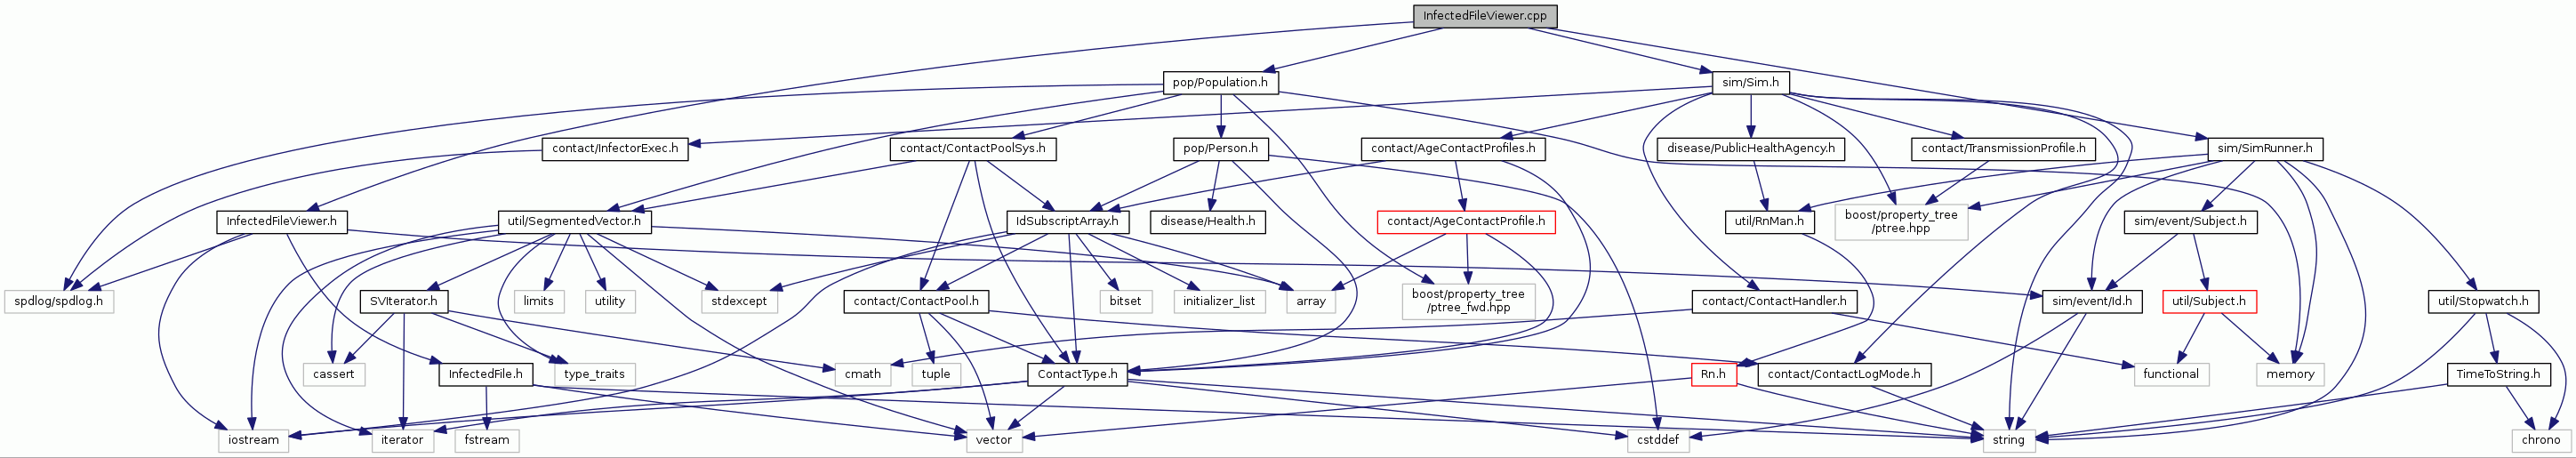 InfectedFileViewer.cpp
pop/Population.h
sim/Sim.h
contact/InfectorExec.h
contact/ContactPoolSys.h
pop/Person.h
contact/AgeContactProfiles.h
disease/PublicHealthAgency.h
contact/TransmissionProfile.h
sim/SimRunner.h
InfectedFileViewer.h
util/SegmentedVector.h
IdSubscriptArray.h
disease/Health.h
contact/AgeContactProfile.h
util/RnMan.h
boost/property_tree
/ptree.hpp
sim/event/Subject.h
spdlog/spdlog.h
SVIterator.h
limits
utility
stdexcept
contact/ContactPool.h
bitset
initializer_list
array
boost/property_tree
/ptree_fwd.hpp
contact/ContactHandler.h
sim/event/Id.h
util/Subject.h
util/Stopwatch.h
cassert
InfectedFile.h
type_traits
cmath
tuple
ContactType.h
Rn.h
contact/ContactLogMode.h
functional
memory
TimeToString.h
iostream
iterator
fstream
vector
cstddef
string
chrono